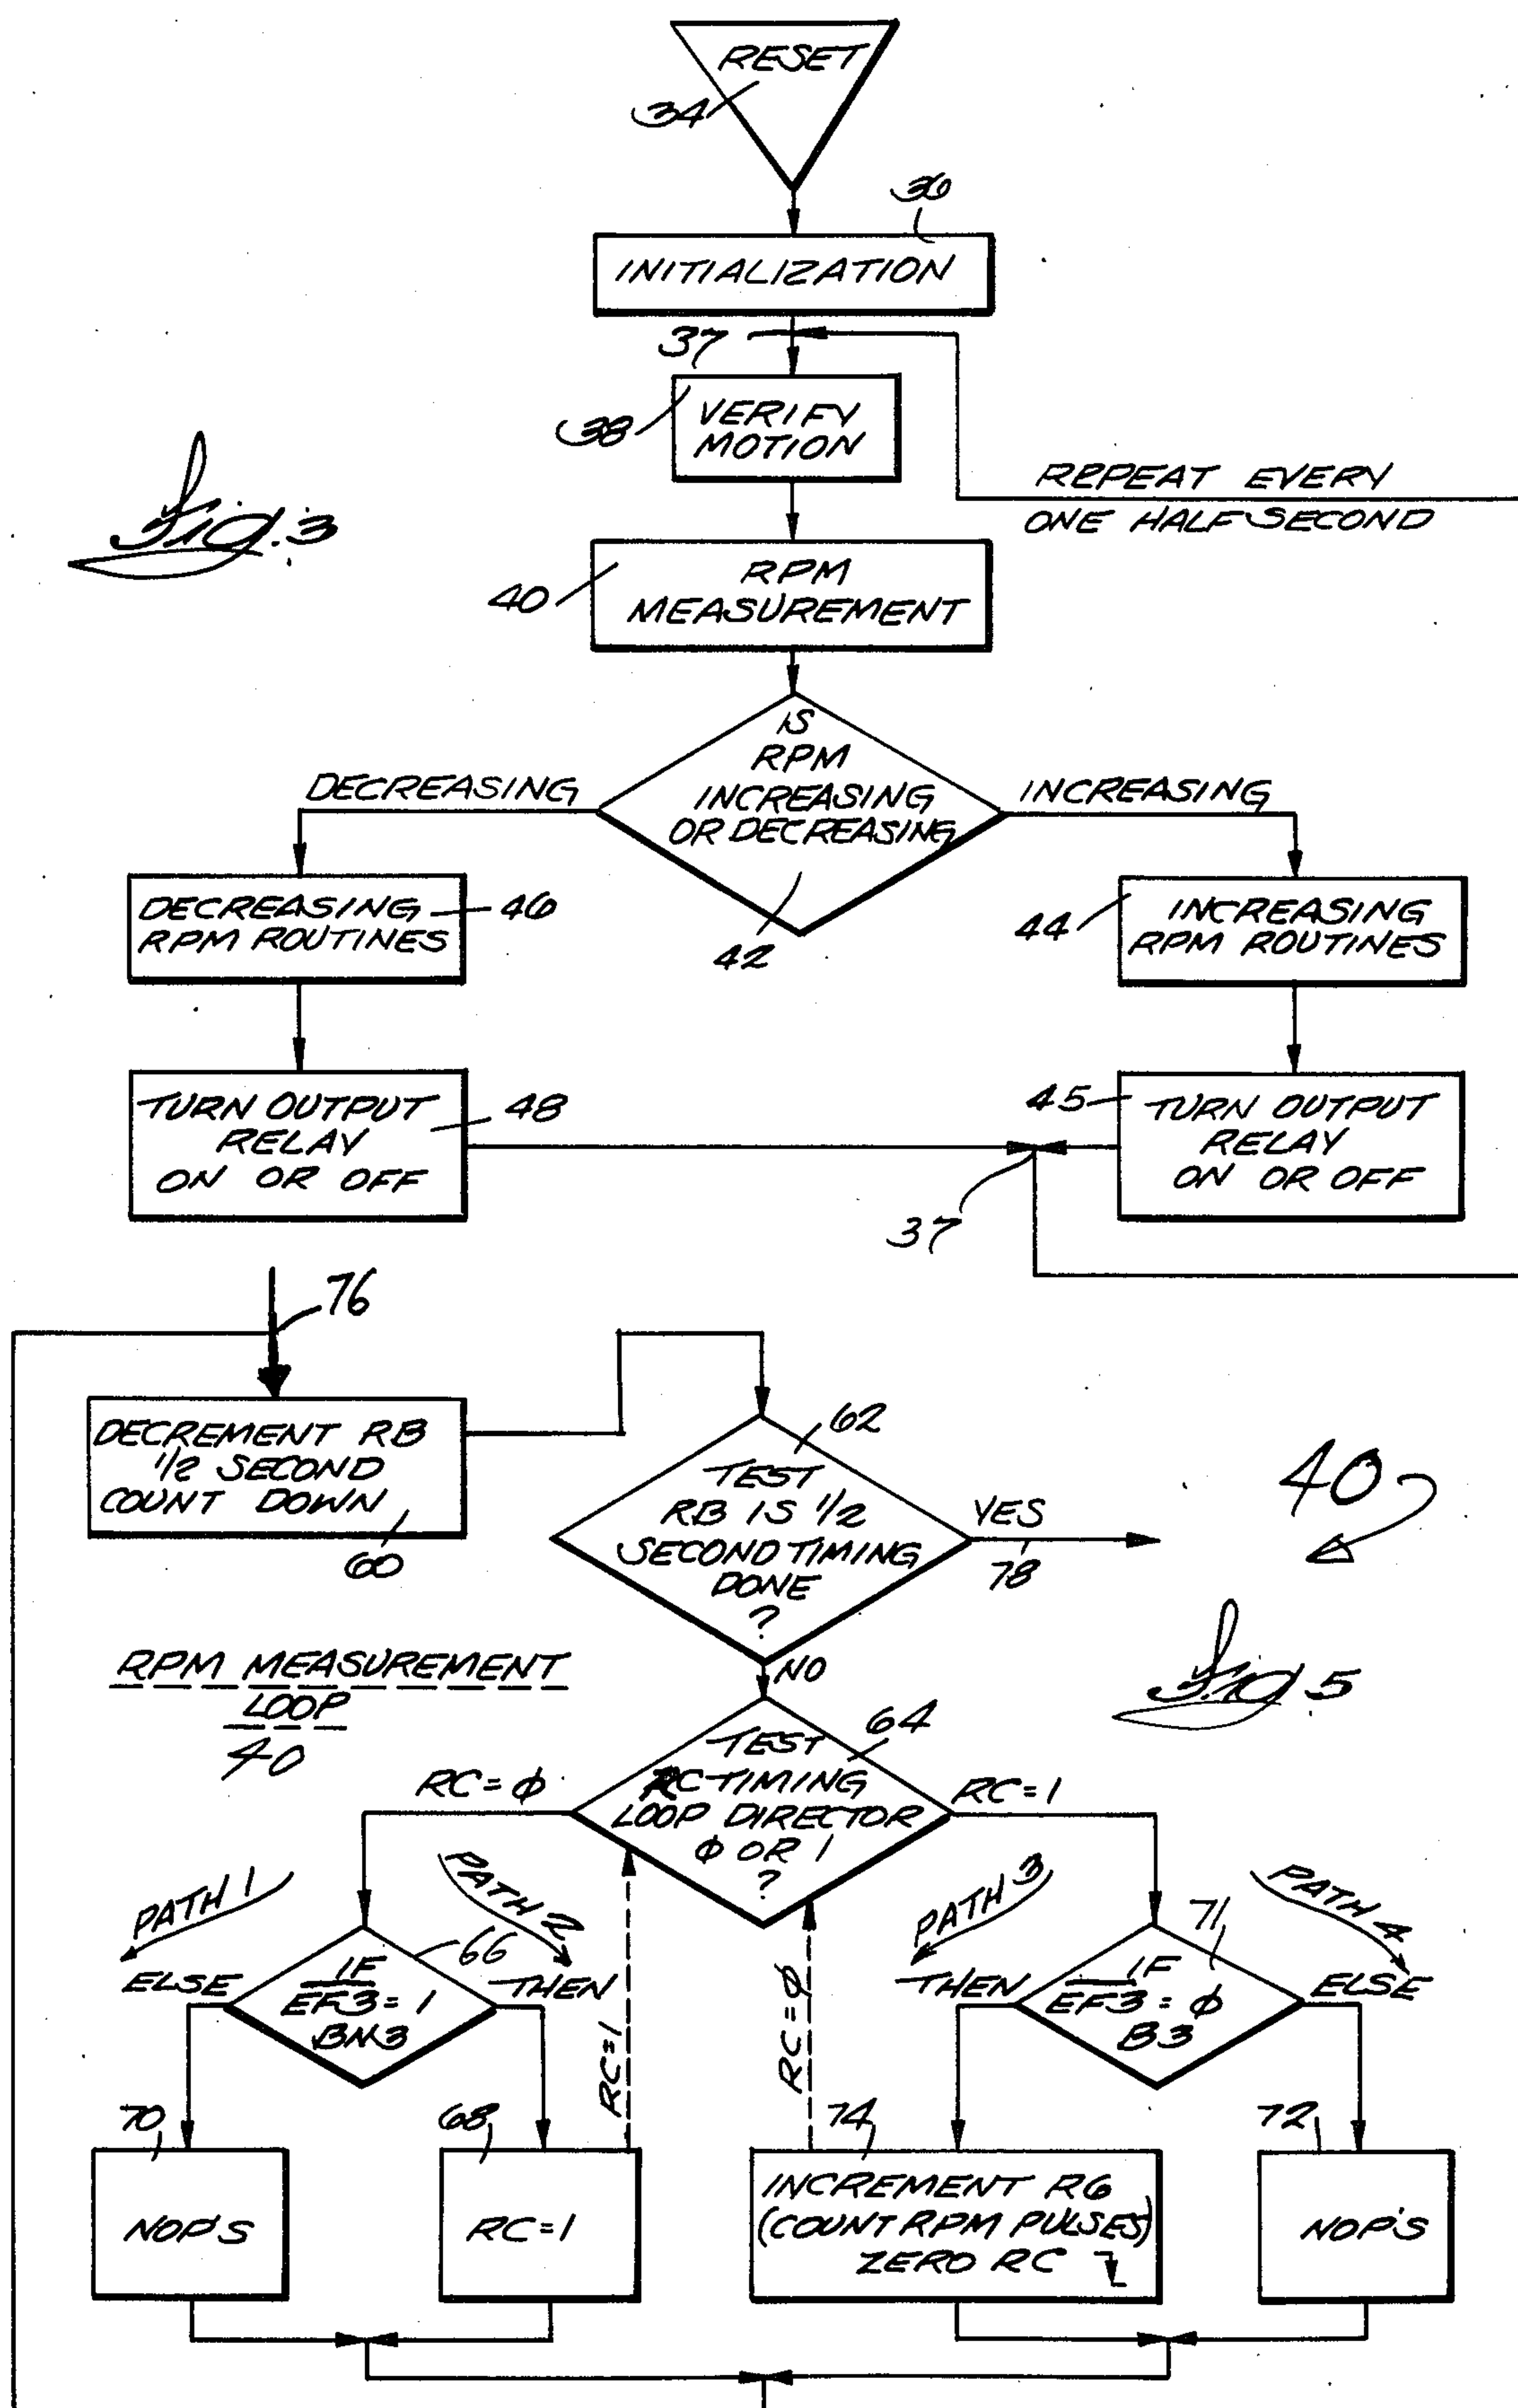 RESET
34
36
INITIALIZATION
37
38
VERIFY
MOTION
REPEAT EVERY
ONE HALF SECOND
Fig. 3
40
RPM
MEASUREMENT
IS
RPM
INCREASING
OR DECREASING
42
DECREASING
INCREASING
DECREASING
RPM ROUTINES
46
44
INCREASING
RPM ROUTINES
TURN OUTPUT
RELAY
ON OR OFF
48
45
TURN OUTPUT
RELAY
ON OR OFF
37
76
DECREMENT RB
1/2 SECOND
COUNT DOWN
60
62
TEST
RB IS 1/2
SECOND TIMING
DONE
?
YES
78
40
NO
RPM MEASUREMENT
LOOP
40
Fig 5
64
TEST
RC-TIMING
LOOP DIRECTOR
φ OR 1
?
RC=φ
RC=1
PATH 1
PATH 2
PATH 3
PATH 4
66
71
ELSE
IF
EF3=1
BN3
THEN
RC=1
RC=φ
THEN
IF
EF3=φ
B3
ELSE
70
68
74
72
NOP'S
RC=1
INCREMENT R6
(COUNT RPM PULSES)
ZERO RC
NOP'S